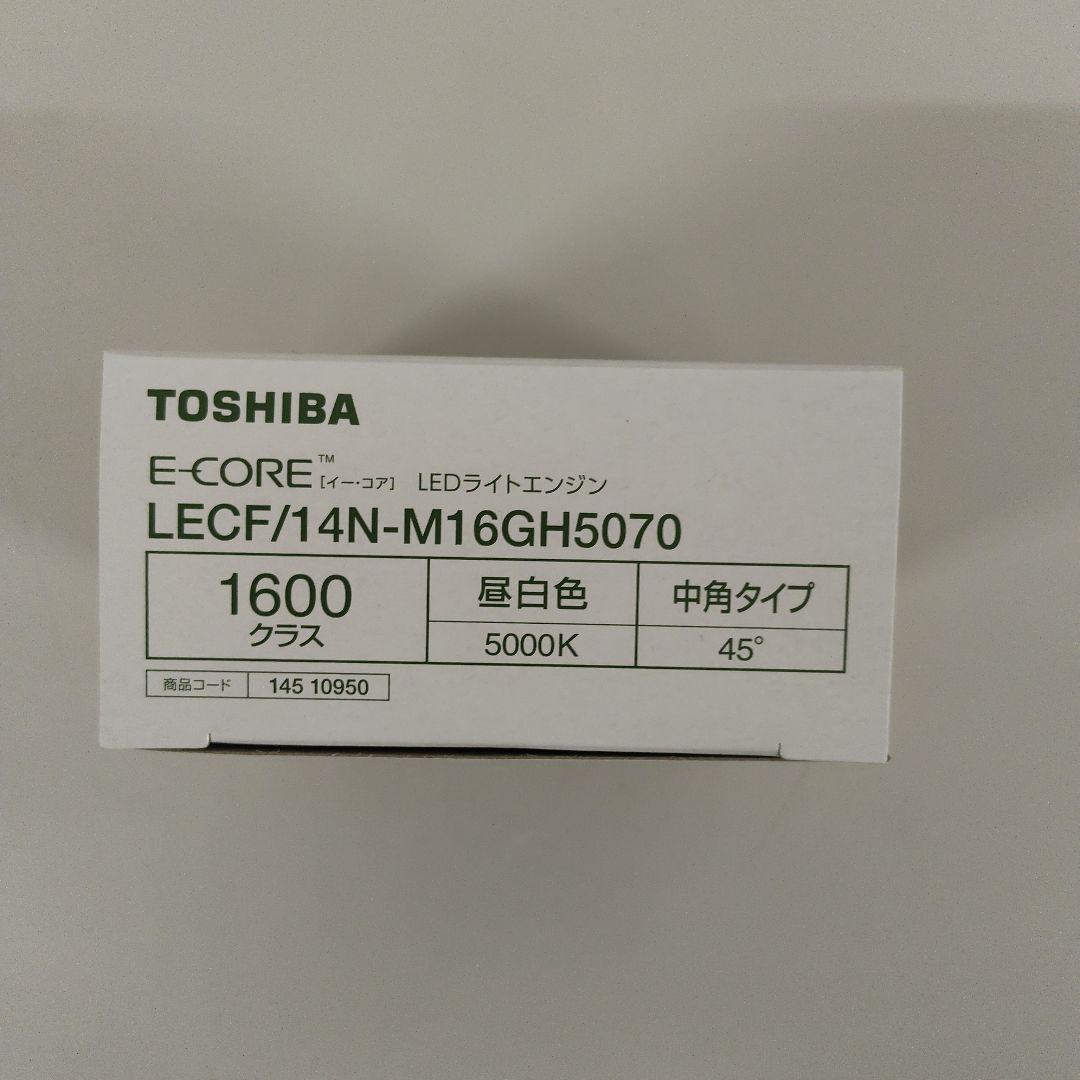 TOSHIBA
E-CORE™ [イー・コア] LEDライトエンジン
LECF/14N-M16GH5070
1600
クラス
昼白色
5000K
中角タイプ
45°
商品コード 145 10950